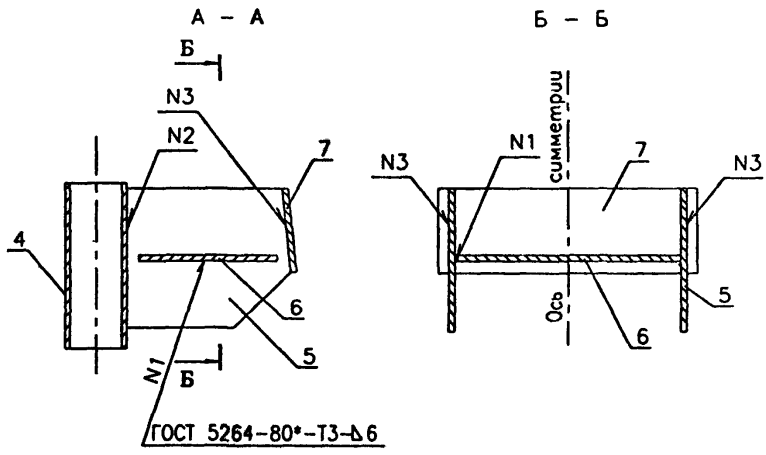 А – А
Б – Б
Б
N3
N2
7
4
6
5
Б
N1
ГОСТ 5264-80*-Т3-⊿6
Ось симметрии
N3
N1
7
N3
5
6